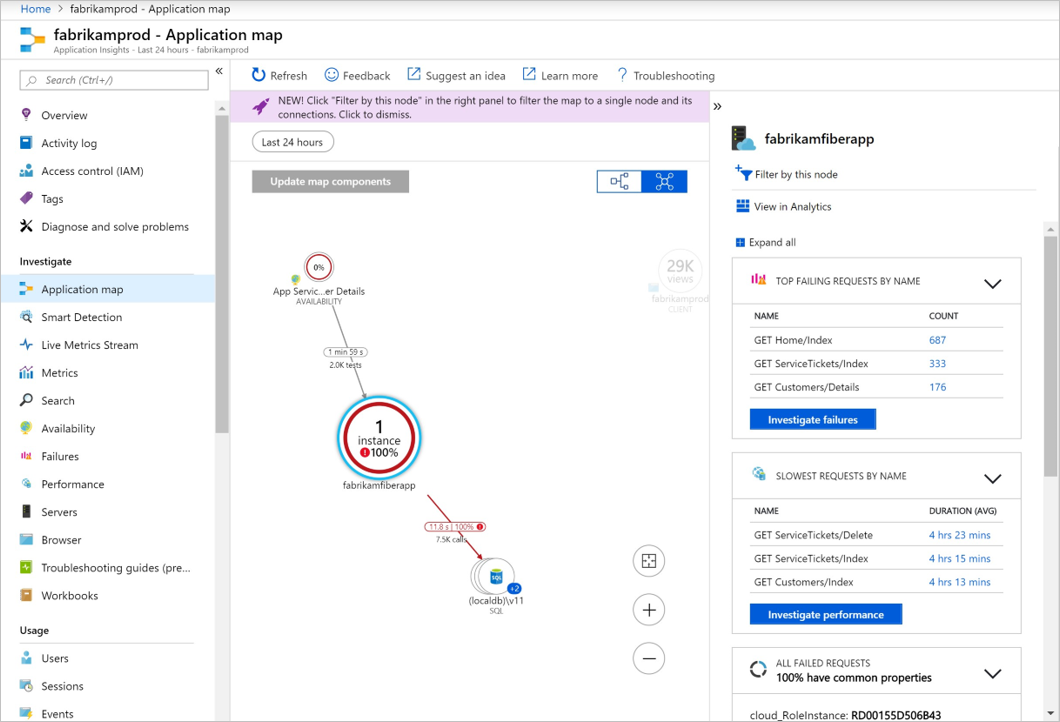 Home > fabrikamprod - Application map
fabrikamprod - Application map
Application Insights - Last 24 hours - fabrikamprod
Search (Ctrl+/)
«
Overview
Activity log
Access control (IAM)
Tags
Diagnose and solve problems
Investigate
Application map
Smart Detection
Live Metrics Stream
Metrics
Search
Availability
Failures
Performance
Servers
Browser
Troubleshooting guides (pre...
Workbooks
Usage
Users
Sessions
Events
Refresh
Feedback
Suggest an idea
Learn more
? Troubleshooting
NEW! Click "Filter by this node" in the right panel to filter the map to a single node and its
connections. Click to dismiss.
Last 24 hours
Update map components
0%
App Servic...er Details
AVAILABILITY
29K
views
fabrikamprod
CLIENT
1 min 59 s
2.0K tests
1
instance
100%
fabrikamfiberapp
11.8 s | 100%
7.5K calls
SQL
+2
(localdb)\v11
SQL
»
fabrikamfiberapp
Filter by this node
View in Analytics
Expand all
TOP FAILING REQUESTS BY NAME
NAME COUNT
GET Home/Index 687
GET ServiceTickets/Index 333
GET Customers/Details 176
Investigate failures
SLOWEST REQUESTS BY NAME
NAME DURATION (AVG)
GET ServiceTickets/Delete 4 hrs 23 mins
GET ServiceTickets/Index 4 hrs 15 mins
GET Customers/Index 4 hrs 13 mins
Investigate performance
ALL FAILED REQUESTS
100% have common properties
cloud_RoleInstance: RD00155D506B43